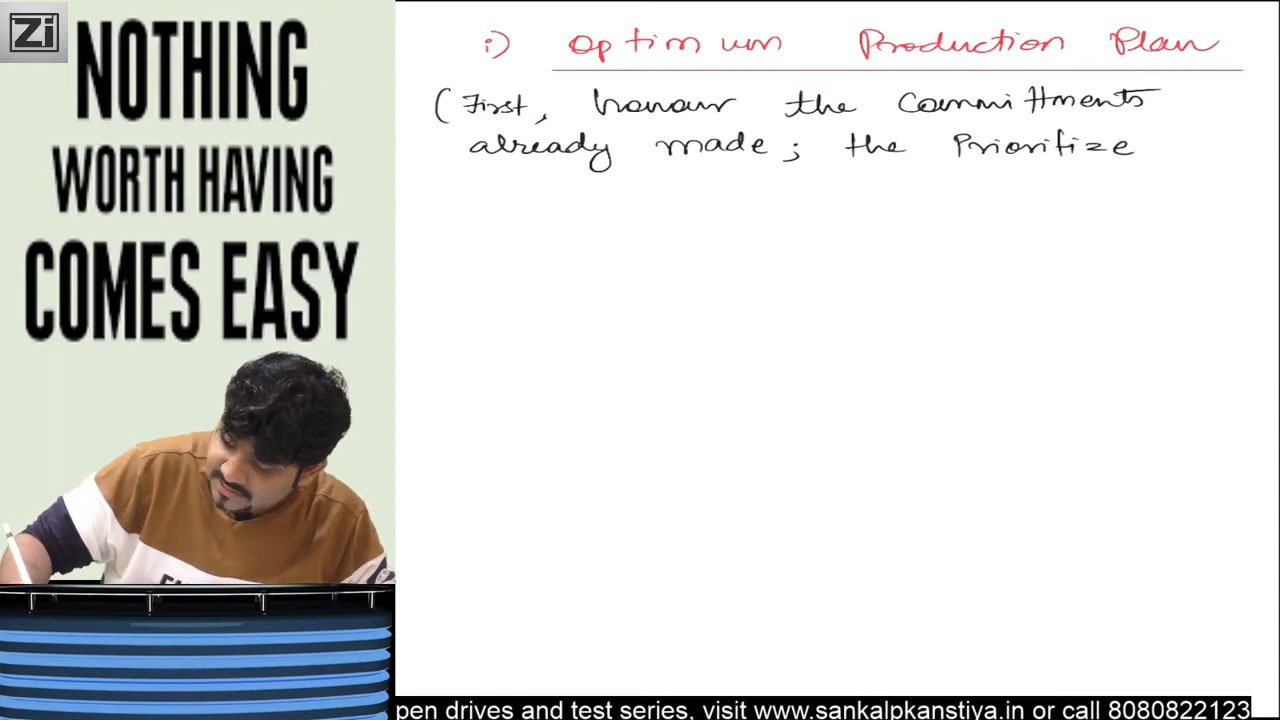 Zi
NOTHING
WORTH HAVING
COMES EASY
i) Optimum Production Plan
(First, honour the Committments
already made; the Prioritize
pen drives and test series, visit www.sankalpkanstiya.in or call 8080822123